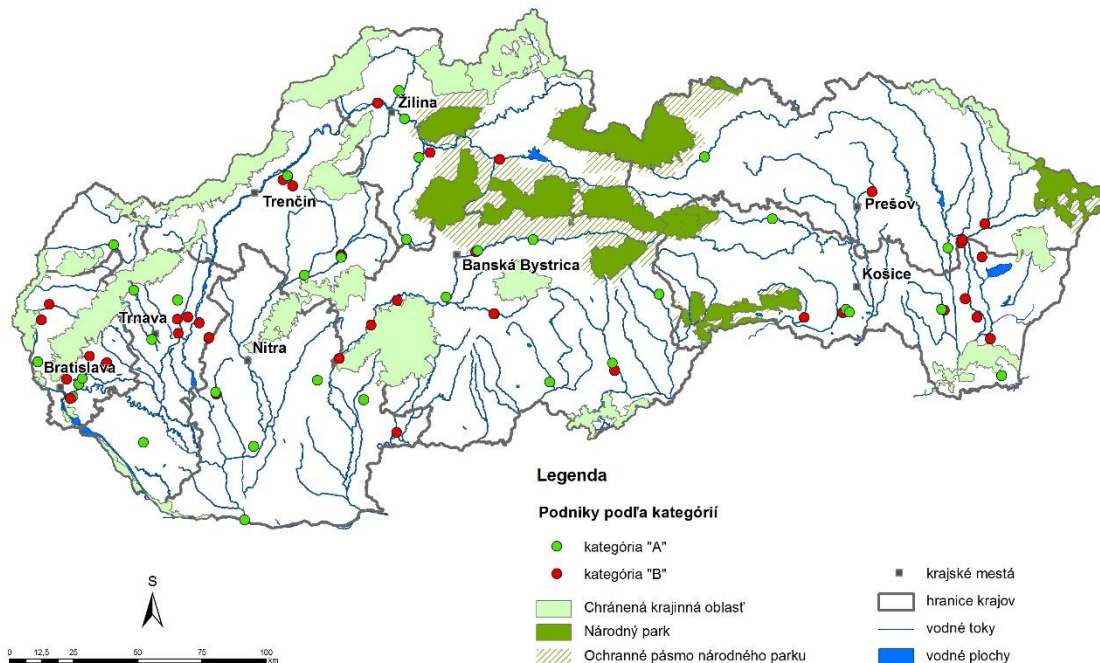 Žilina
Trenčín
Prešov
Banská Bystrica
Košice
Trnava
Nitra
Bratislava
Legenda
Podniky podľa kategórií
kategória "A"
kategória "B"
Chránená krajinná oblasť
Národný park
Ochranné pásmo národného parku
krajské mestá
hranice krajov
vodné toky
vodné plochy
S
0 12,5 25 50 75 100
km